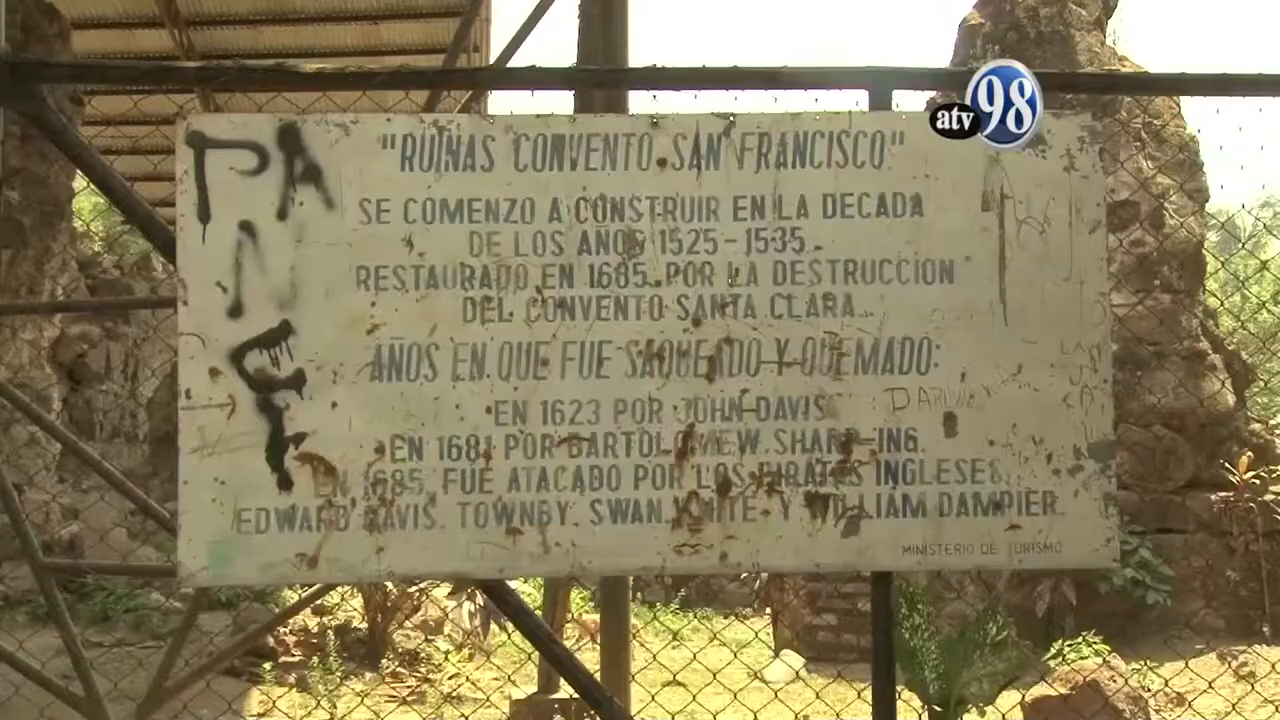 atv 98
"RUINAS CONVENTO SAN FRANCISCO"
SE COMENZO A CONSTRUIR EN LA DECADA
DE LOS AÑOS 1525-1535.
RESTAURADO EN 1685 POR LA DESTRUCCION
DEL CONVENTO SANTA CLARA.
AÑOS EN QUE FUE SAQUEADO Y QUEMADO:
EN 1623 POR JOHN DAVIS
EN 1681 POR BARTOLOMEW. SHARP-ING.
EN 1685, FUE ATACADO POR LOS PIRATAS INGLESES,
EDWARD DAVIS, TOWNBY, SWAN, KNITE Y WILLIAM DAMPIER.
MINISTERIO DE TURISMO